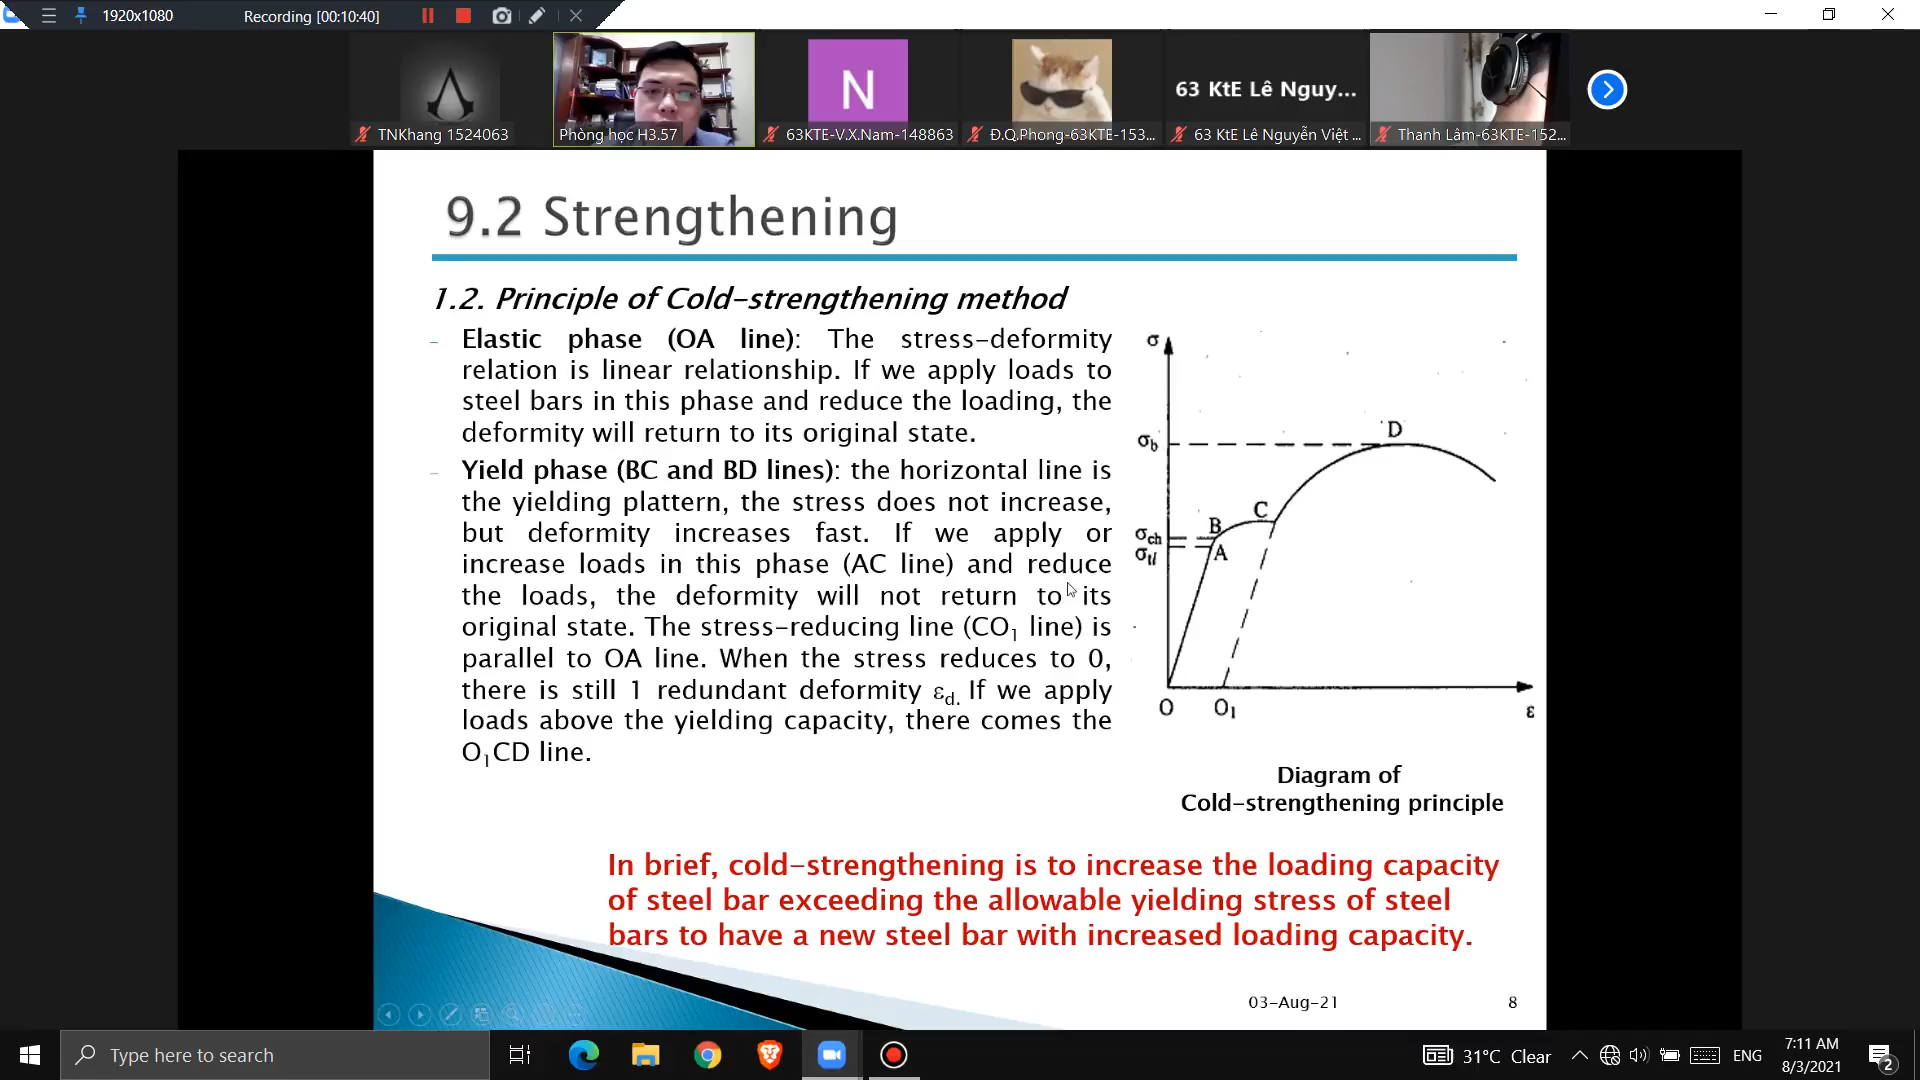 1920x1080
Recording [00:10:40]
TNKhang 1524063
Phòng học H3.57
N
63KTE-V.X.Nam-148863
Đ.Q.Phong-63KTE-153...
63 KtE Lê Nguy...
63 KtE Lê Nguyễn Việt ...
Thanh Lâm-63KTE-152...
9.2 Strengthening
1.2. Principle of Cold-strengthening method
- Elastic phase (OA line): The stress-deformity
relation is linear relationship. If we apply loads to
steel bars in this phase and reduce the loading, the
deformity will return to its original state.
- Yield phase (BC and BD lines): the horizontal line is
the yielding plattern, the stress does not increase,
but deformity increases fast. If we apply or
increase loads in this phase (AC line) and reduce
the loads, the deformity will not return to its
original state. The stress-reducing line (CO₁ line) is
parallel to OA line. When the stress reduces to 0,
there is still 1 redundant deformity εd. If we apply
loads above the yielding capacity, there comes the
O₁CD line.
σ
D
σb
C
B
σch
A
σtl
O
O₁
ε
Diagram of
Cold-strengthening principle
In brief, cold-strengthening is to increase the loading capacity
of steel bar exceeding the allowable yielding stress of steel
bars to have a new steel bar with increased loading capacity.
03-Aug-21
8
Type here to search
31°C Clear
ENG
7:11 AM
8/3/2021
2